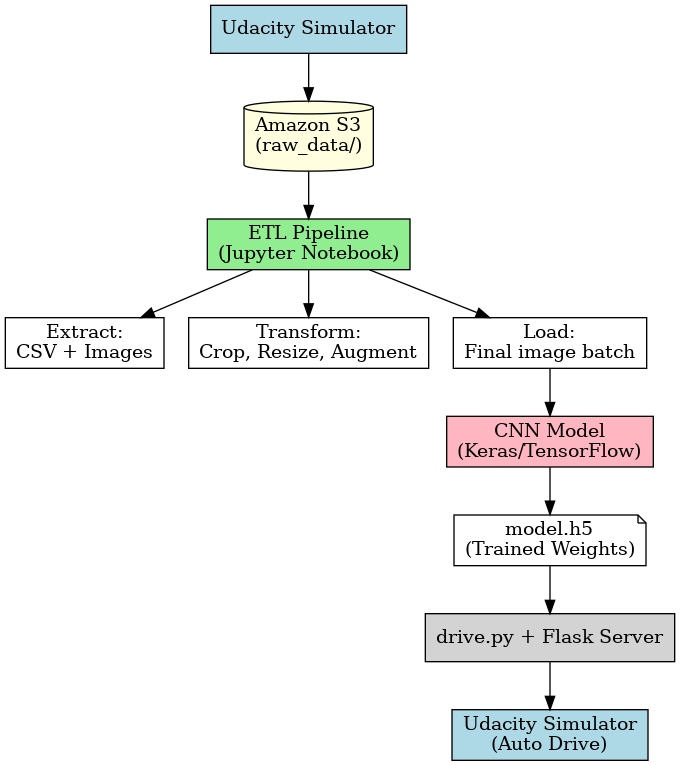 Udacity Simulator
Amazon S3
(raw_data/)
ETL Pipeline
(Jupyter Notebook)
Extract:
CSV + Images
Transform:
Crop, Resize, Augment
Load:
Final image batch
CNN Model
(Keras/TensorFlow)
model.h5
(Trained Weights)
drive.py + Flask Server
Udacity Simulator
(Auto Drive)